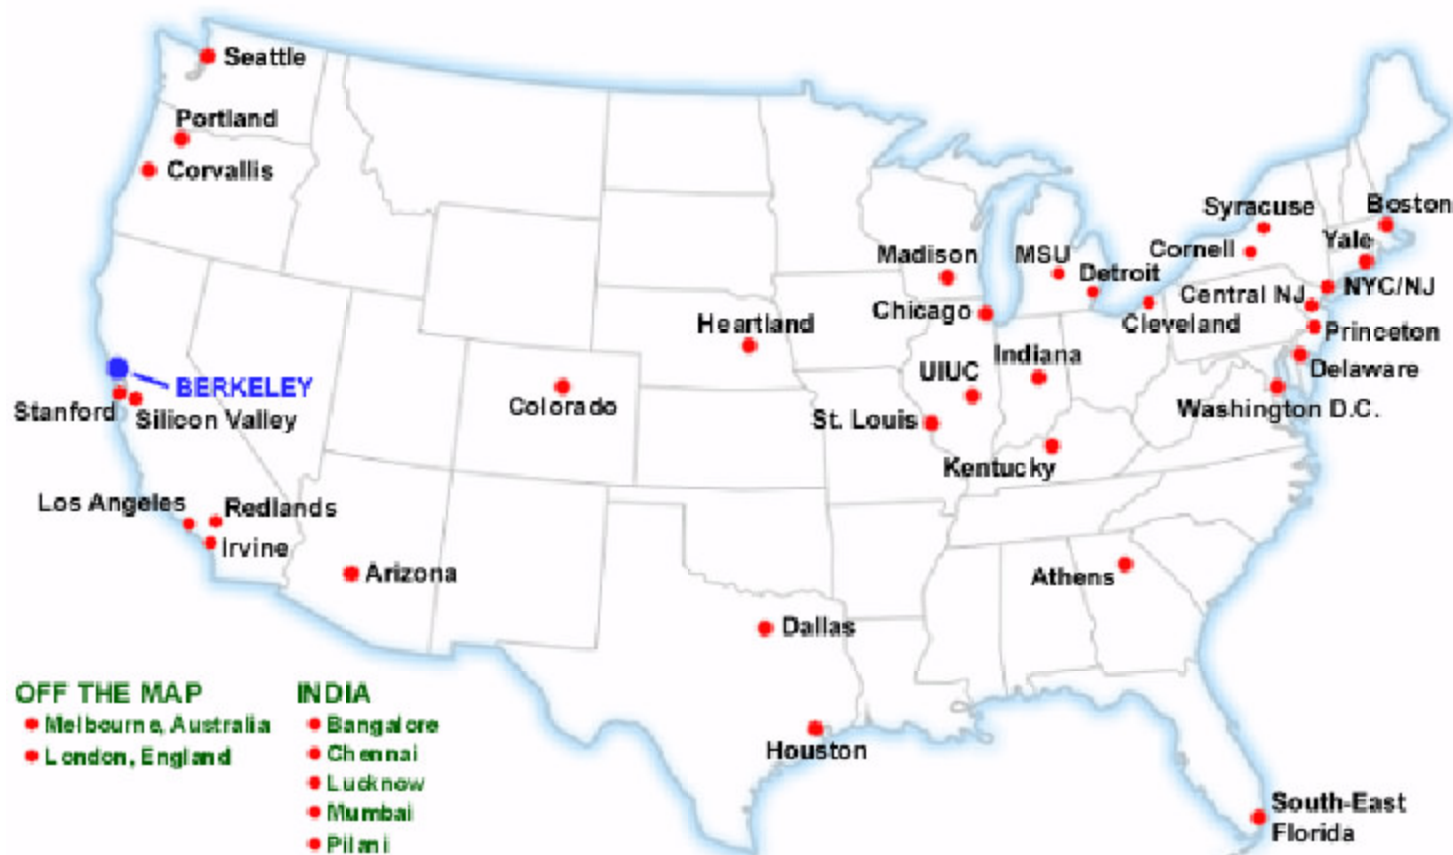 Seattle
Portland
Corvallis
Syracuse
Boston
Cornell
Yale
Madison
MSU
Detroit
Central NJ
NYC/NJ
Chicago
Cleveland
Heartland
Princeton
Indiana
UIUC
Delaware
BERKELEY
Colorado
Washington D.C.
Stanford
Silicon Valley
St. Louis
Kentucky
Los Angeles
Redlands
Irvine
Arizona
Athens
Dallas
Houston
South-East
Florida
OFF THE MAP
Melbourne, Australia
London, England
INDIA
Bangalore
Chennai
Lucknow
Mumbai
Pilani